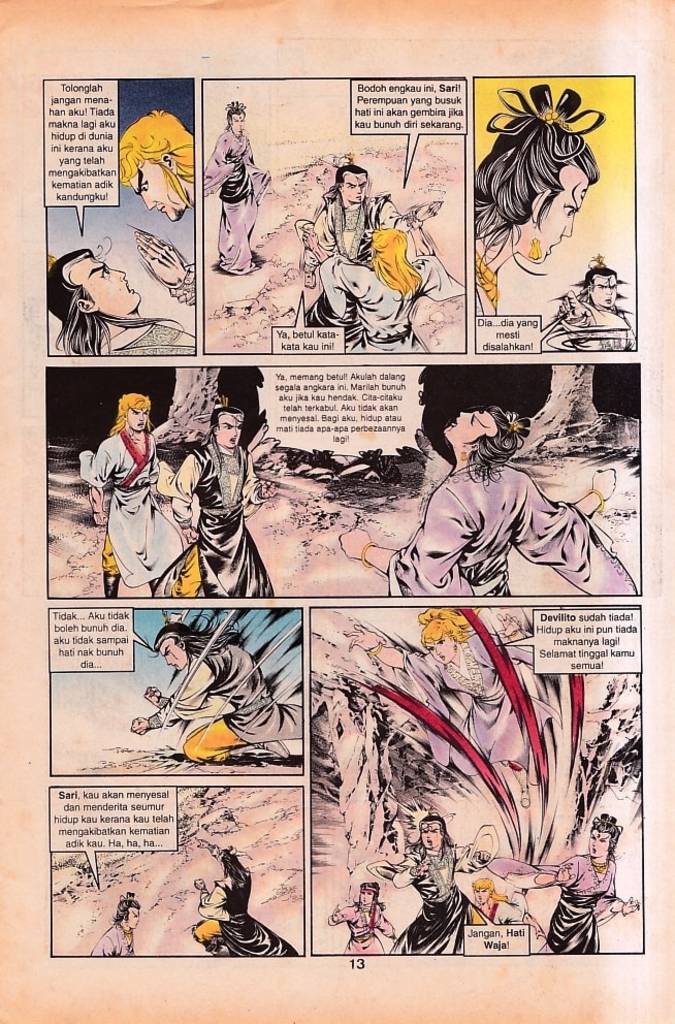 Tolonglah
jangan mena-
han aku! Tiada
makna lagi aku
hidup di dunia
ini kerana aku
yang telah
mengakibatkan
kematian adik
kandungku!
Bodoh engkau ini, Sari!
Perempuan yang busuk
hati ini akan gembira jika
kau bunuh diri sekarang.
Ya, betul kata-
kata kau ini!
Dia...dia yang
mesti
disalahkan!
Ya, memang betul! Akulah dalang
segala angkara ini. Marilah bunuh
aku jika kau hendak. Cita-citaku
telah terkabul. Aku tidak akan
menyesal. Bagi aku, hidup atau
mati tiada apa-apa perbezaannya
lagi!
Tidak... Aku tidak
boleh bunuh dia.
aku tidak sampai
hati nak bunuh
dia...
Devilito sudah tiada!
Hidup aku ini pun tiada
maknanya lagi!
Selamat tinggal kamu
semua!
Sari, kau akan menyesal
dan menderita seumur
hidup kau kerana kau telah
mengakibatkan kematian
adik kau. Ha, ha, ha...
Jangan, Hati
Waja!
13